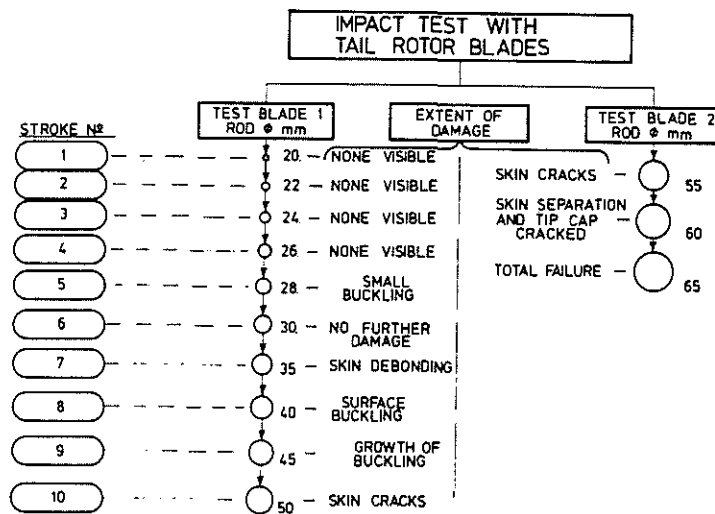 IMPACT TEST WITH
TAIL ROTOR BLADES
TEST BLADE 1
ROD ϕ mm
EXTENT OF
DAMAGE
TEST BLADE 2
ROD ϕ mm
STROKE Nº
1 20 NONE VISIBLE
2 22 NONE VISIBLE
3 24 NONE VISIBLE
4 26 NONE VISIBLE
5 28 SMALL
BUCKLING
6 30 NO FURTHER
DAMAGE
7 35 SKIN DEBONDING
8 40 SURFACE
BUCKLING
9 45 GROWTH OF
BUCKLING
10 50 SKIN CRACKS
SKIN CRACKS 55
SKIN SEPARATION
AND TIP CAP
CRACKED 60
TOTAL FAILURE 65